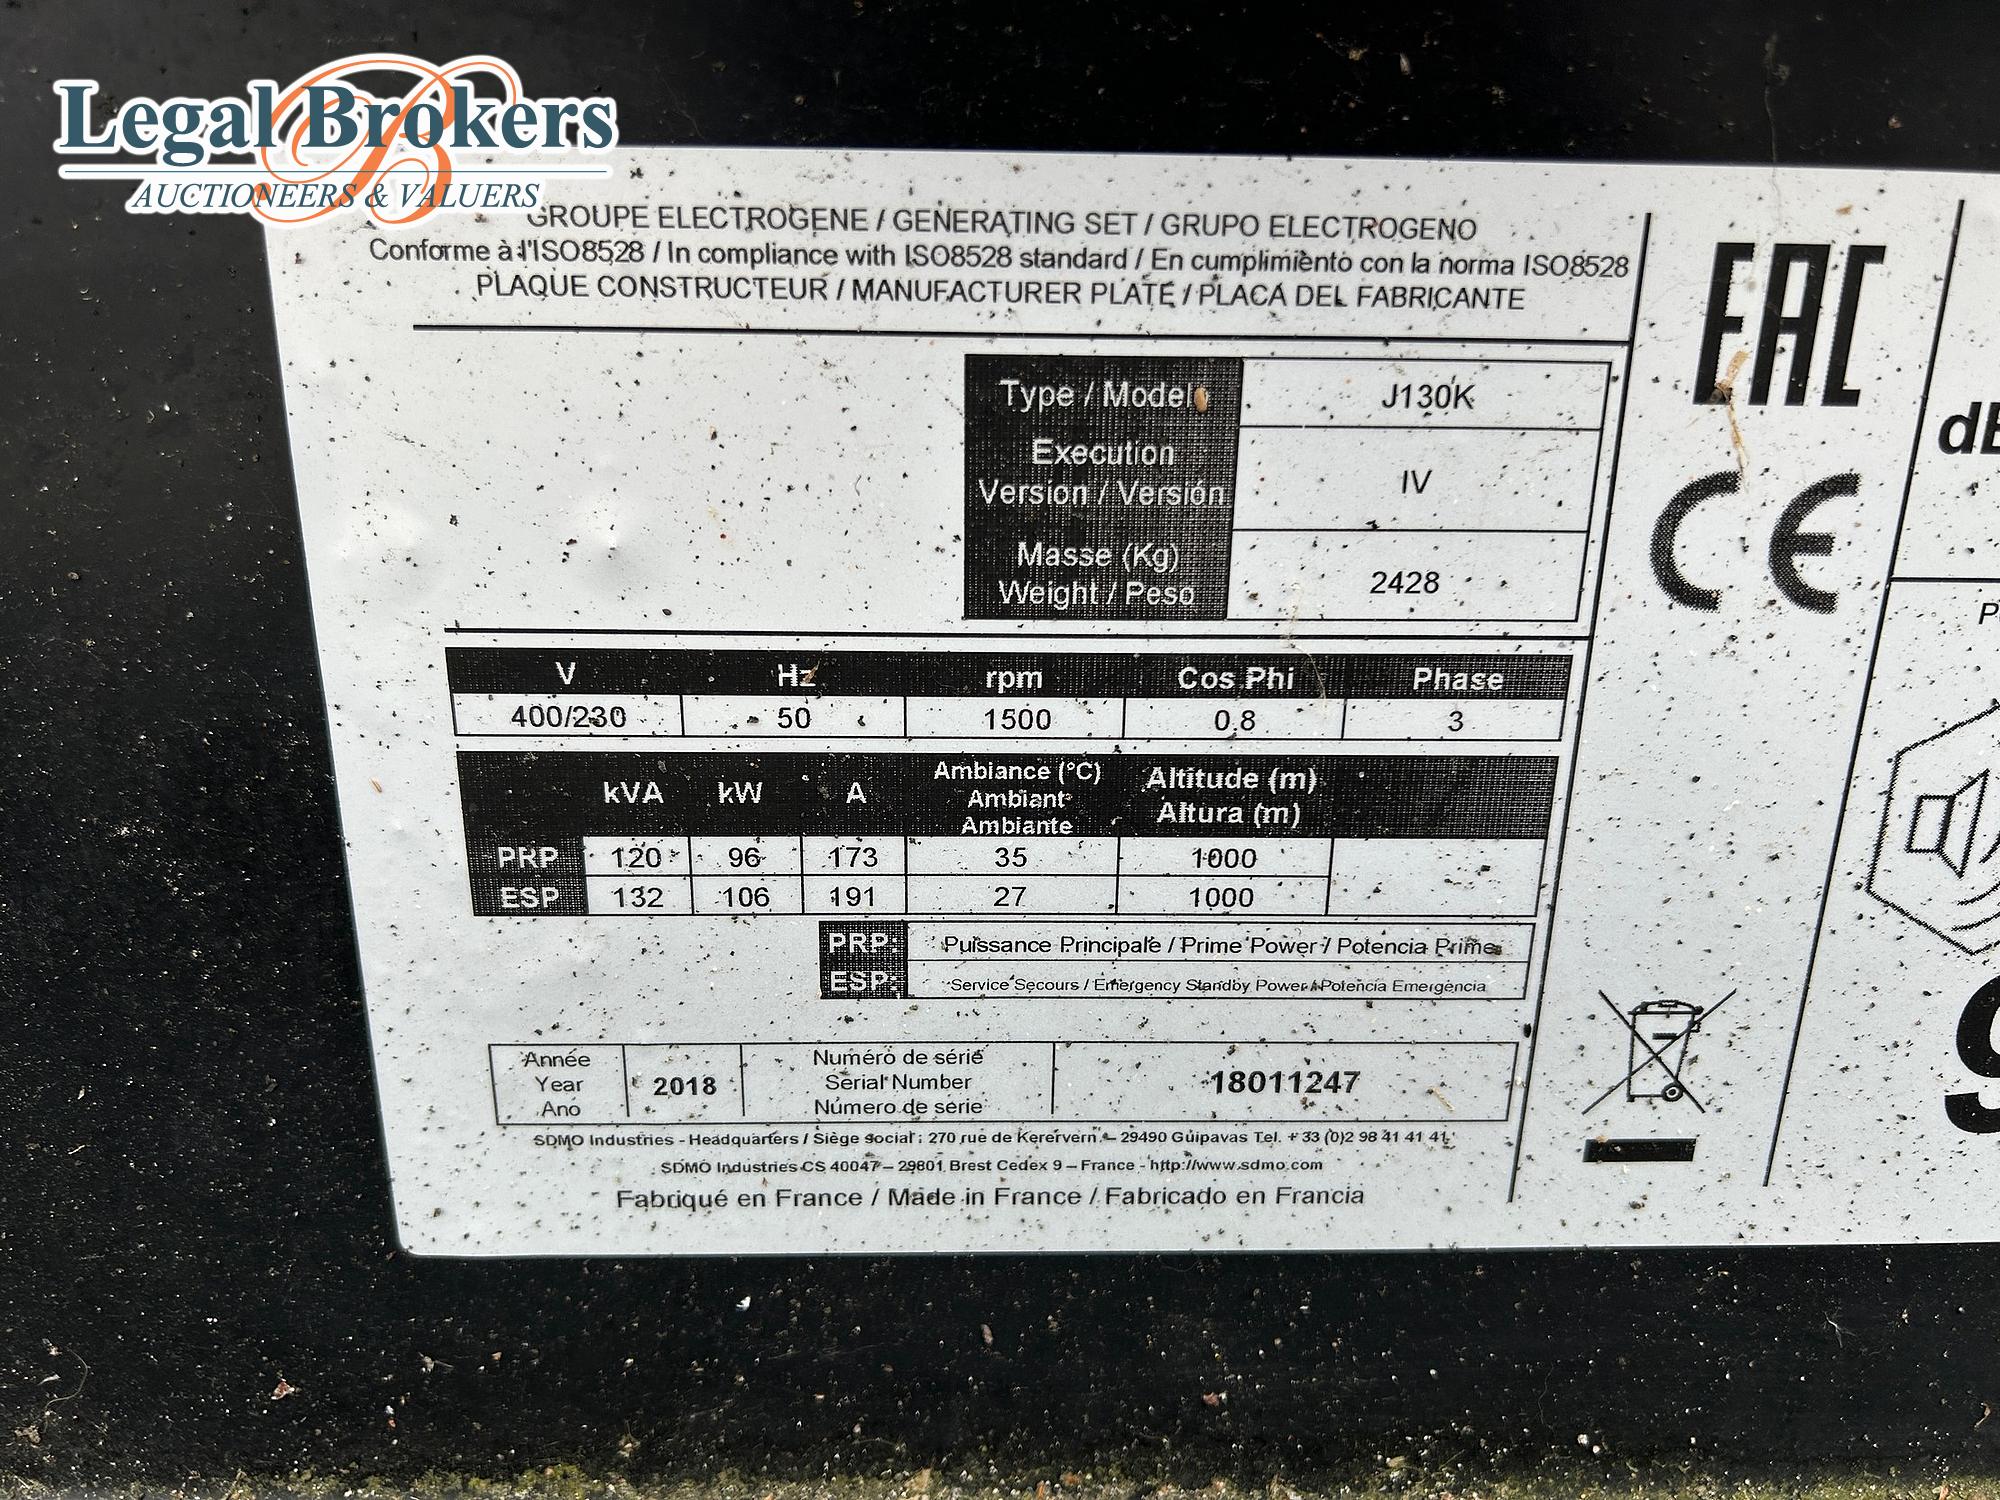 Legal Brokers
AUCTIONEERS & VALUERS
GROUPE ELECTROGENE / GENERATING SET / GRUPO ELECTROGENO
Conforme à l'ISO8528 / In compliance with ISO8528 standard / En cumplimiento con la norma ISO8528
PLAQUE CONSTRUCTEUR / MANUFACTURER PLATE / PLACA DEL FABRICANTE
Type / Model J130K
Execution
Version / Versión IV
Masse (Kg)
Weight / Peso 2428
V Hz rpm Cos Phi Phase
400/230 50 1500 0.8 3
kVA kW A Ambiance (°C) Altitude (m)
Ambiant Altura (m)
Ambiante
PRP 120 96 173 35 1000
ESP 132 106 191 27 1000
PRP: Puissance Principale / Prime Power / Potencia Prime
ESP: Service Secours / Emergency Standby Power / Potencia Emergencia
Année Numéro de série
Year 2018 Serial Number 18011247
Ano Número de serie
SDMO Industries - Headquarters / Siège social : 270 rue de Kerervern – 29490 Guipavas Tel. + 33 (0)2 98 41 41 41
SDMO Industries CS 40047 – 29801 Brest Cedex 9 – France - http://www.sdmo.com
Fabriqué en France / Made in France / Fabricado en Francia
EAC
CE